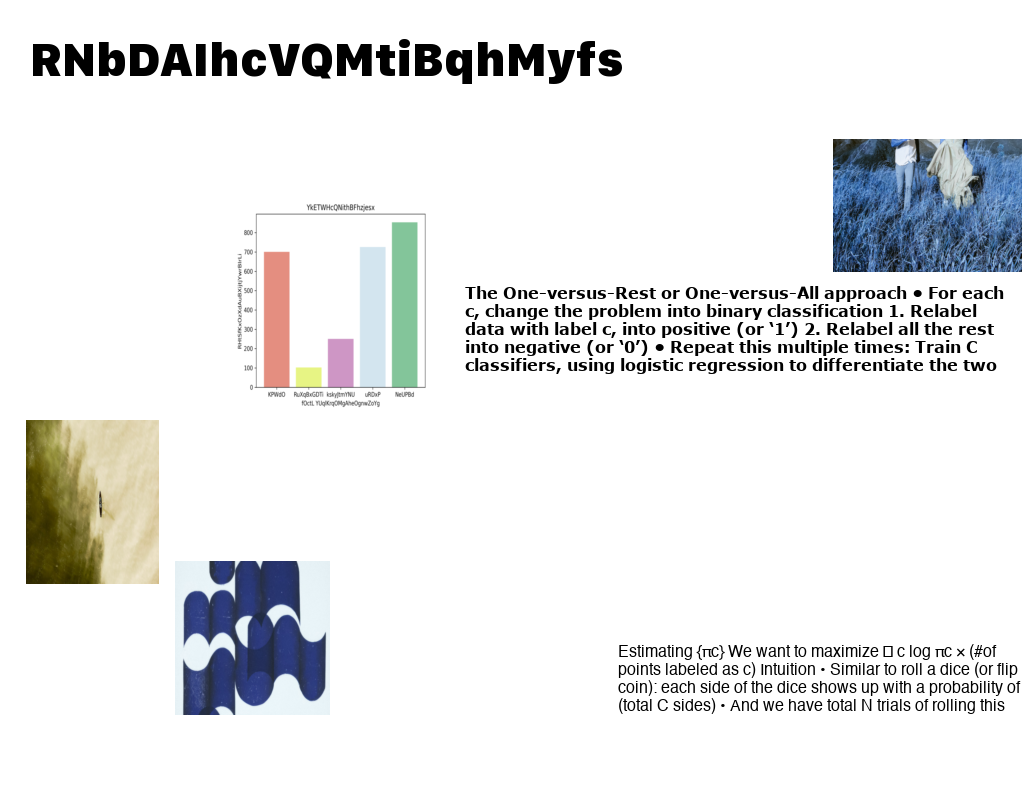 RNbDAIhcVQMtiBqhMyfs
YkETWHcQNithBFhzjesx
800
700
600
500
400
300
200
100
0
KPWdO RuXqBxGDTi kskyjtmYNU uRDxP NeUPBd
The One-versus-Rest or One-versus-All approach • For each
c, change the problem into binary classification 1. Relabel
data with label c, into positive (or ‘1’) 2. Relabel all the rest
into negative (or ‘0’) • Repeat this multiple times: Train C
classifiers, using logistic regression to differentiate the two
Estimating {πc} We want to maximize □ c log πc × (#of
points labeled as c) Intuition • Similar to roll a dice (or flip
coin): each side of the dice shows up with a probability of
(total C sides) • And we have total N trials of rolling this